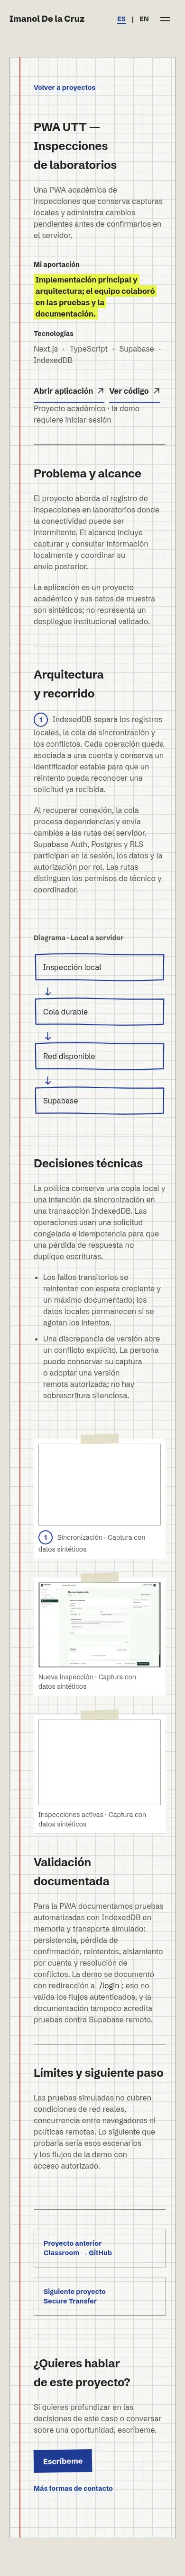 Imanol De la Cruz
ES | EN
Volver a proyectos
PWA UTT —
Inspecciones
de laboratorios
Una PWA académica de
Inspecciones que conserva capturas
locales y administra cambios
pendientes antes de confirmarlos en
el servidor.
Mi aportación
Implementación principal y
arquitectura; el equipo colaboró
en las pruebas y la
documentación.
Tecnologías
Next.js · TypeScript · Supabase ·
IndexedDB
Abrir aplicación ↗ Ver código ↗
Proyecto académico · la demo
requiere iniciar sesión
Problema y alcance
El proyecto aborda el registro de
inspecciones en laboratorios donde
la conectividad puede ser
intermitente. El alcance incluye
capturar y consultar información
localmente y coordinar su
envío posterior.
La aplicación es un proyecto
académico y sus datos de muestra
son sintéticos; no representa un
despliegue institucional validado.
Arquitectura
y recorrido
1 IndexedDB separa los registros
locales, la cola de sincronización y
los conflictos. Cada operación queda
asociada a una cuenta y conserva un
identificador estable para que un
reintento pueda reconocer una
solicitud ya recibida.
Al recuperar conexión, la cola
procesa dependencias y envía
cambios a las rutas del servidor.
Supabase Auth, Postgres y RLS
participan en la sesión, los datos y la
autorización por rol. Las rutas
distinguen los permisos de técnico y
coordinador.
Diagrama · Local a servidor
Inspección local
↓
Cola durable
↓
Red disponible
↓
Supabase
Decisiones técnicas
La política conserva una copia local y
una intención de sincronización en
una transacción IndexedDB. Las
operaciones usan una solicitud
congelada e idempotencia para que
una pérdida de respuesta no
duplique escrituras.
• Los fallos transitorios se
reintentan con espera creciente y
un máximo documentado; los
datos locales permanecen si se
agotan los intentos.
• Una discrepancia de versión abre
un conflicto explícito. La persona
puede conservar su captura
o adoptar una versión
remota autorizada; no hay
sobrescritura silenciosa.
1 Sincronización · Captura con
datos sintéticos
Nueva inspección · Captura con
datos sintéticos
Inspecciones activas · Captura con
datos sintéticos
Validación
documentada
Para la PWA documentamos pruebas
automatizadas con IndexedDB en
memoria y transporte simulado:
persistencia, pérdida de
confirmación, reintentos, aislamiento
por cuenta y resolución de
conflictos. La demo se documentó
con redirección a /login; eso no
valida los flujos autenticados, y la
documentación tampoco acredita
pruebas contra Supabase remoto.
Límites y siguiente paso
Las pruebas simuladas no cubren
condiciones de red reales,
concurrencia entre navegadores ni
políticas remotas. Lo siguiente que
probaría sería esos escenarios
y los flujos de la demo con
acceso autorizado.
Proyecto anterior
Classroom → GitHub
Siguiente proyecto
Secure Transfer
¿Quieres hablar
de este proyecto?
Si quieres profundizar en las
decisiones de este caso o conversar
sobre una oportunidad, escríbeme.
Escríbeme
Más formas de contacto